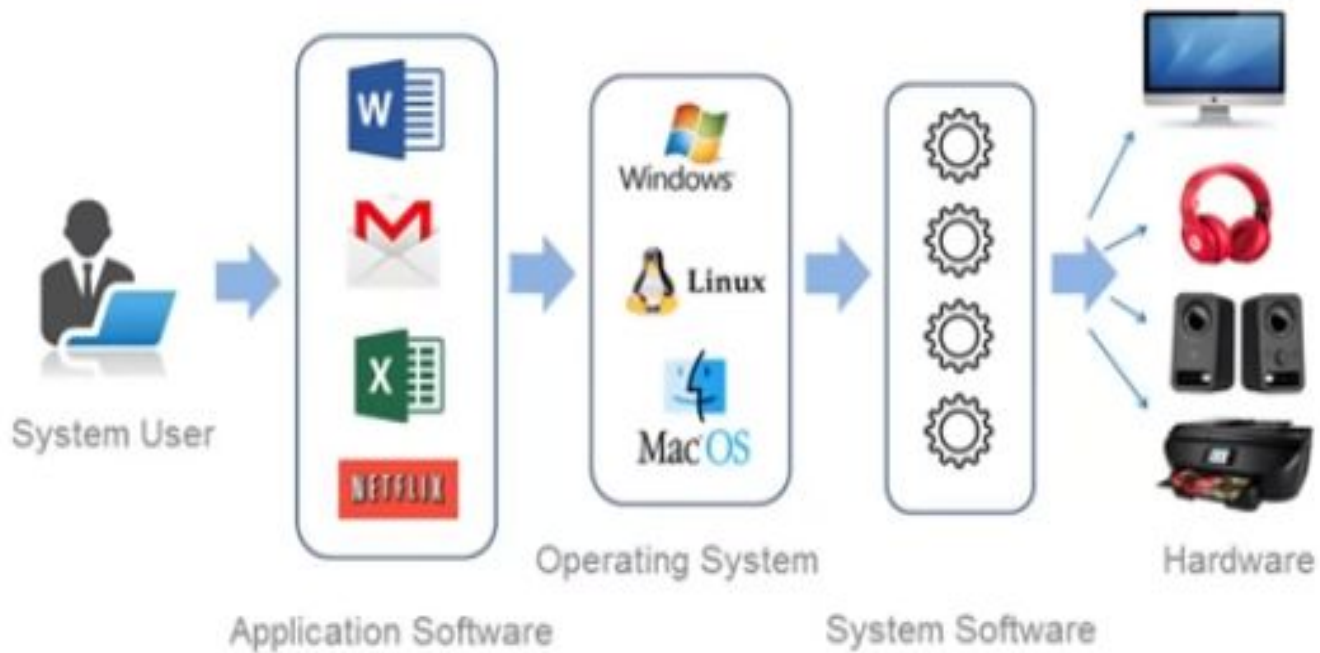 W
Windows
Linux
X
System User
Mac OS
NETFLIX
Operating System
Hardware
Application Software
System Software